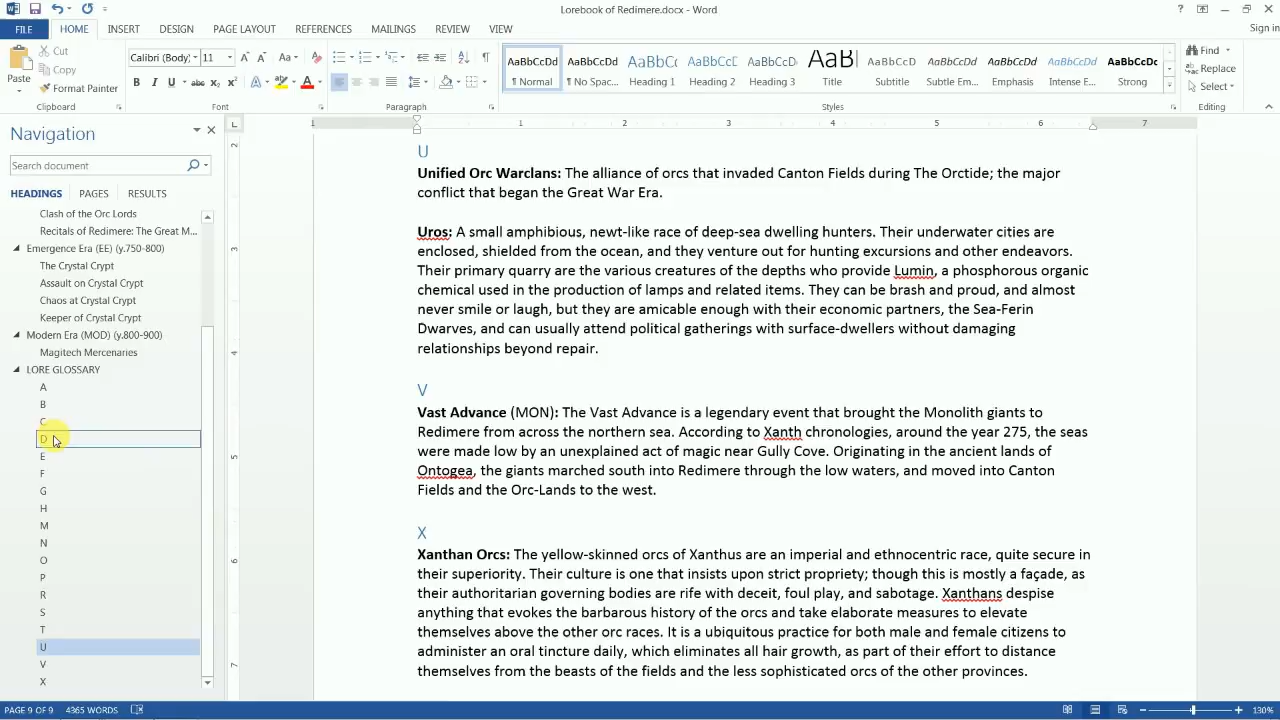 Lorebook of Redimere.docx - Word
?
FILE HOME INSERT DESIGN PAGE LAYOUT REFERENCES MAILINGS REVIEW VIEW Sign in
Paste
Cut
Copy
Format Painter
Clipboard
Calibri (Body) 11
Font
Paragraph
AaBbCcDd AaBbCcDd AaBbCc AaBbCcD AaBbCcD AaB AaBbCcD AaBbCcDd AaBbCcDd AaBbCcDd AaBbCcDc
¶ Normal ¶ No Spac... Heading 1 Heading 2 Heading 3 Title Subtitle Subtle Em... Emphasis Intense E... Strong
Styles
Find
Replace
Select
Editing
Navigation
Search document
HEADINGS PAGES RESULTS
Clash of the Orc Lords
Recitals of Redimere: The Great M...
Emergence Era (EE) (y.750-800)
The Crystal Crypt
Assault on Crystal Crypt
Chaos at Crystal Crypt
Keeper of Crystal Crypt
Modern Era (MOD) (y.800-900)
Magitech Mercenaries
LORE GLOSSARY
A
B
C
D
E
F
G
H
M
N
O
P
R
S
T
U
V
X
1 1 2 3 4 5 6 7
2
3
4
5
6
7
U
Unified Orc Warclans: The alliance of orcs that invaded Canton Fields during The Orctide; the major
conflict that began the Great War Era.
Uros: A small amphibious, newt-like race of deep-sea dwelling hunters. Their underwater cities are
enclosed, shielded from the ocean, and they venture out for hunting excursions and other endeavors.
Their primary quarry are the various creatures of the depths who provide Lumin, a phosphorous organic
chemical used in the production of lamps and related items. They can be brash and proud, and almost
never smile or laugh, but they are amicable enough with their economic partners, the Sea-Ferin
Dwarves, and can usually attend political gatherings with surface-dwellers without damaging
relationships beyond repair.
V
Vast Advance (MON): The Vast Advance is a legendary event that brought the Monolith giants to
Redimere from across the northern sea. According to Xanth chronologies, around the year 275, the seas
were made low by an unexplained act of magic near Gully Cove. Originating in the ancient lands of
Ontogea, the giants marched south into Redimere through the low waters, and moved into Canton
Fields and the Orc-Lands to the west.
X
Xanthan Orcs: The yellow-skinned orcs of Xanthus are an imperial and ethnocentric race, quite secure in
their superiority. Their culture is one that insists upon strict propriety; though this is mostly a façade, as
their authoritarian governing bodies are rife with deceit, foul play, and sabotage. Xanthans despise
anything that evokes the barbarous history of the orcs and take elaborate measures to elevate
themselves above the other orc races. It is a ubiquitous practice for both male and female citizens to
administer an oral tincture daily, which eliminates all hair growth, as part of their effort to distance
themselves from the beasts of the fields and the less sophisticated orcs of the other provinces.
PAGE 9 OF 9 4365 WORDS 130%